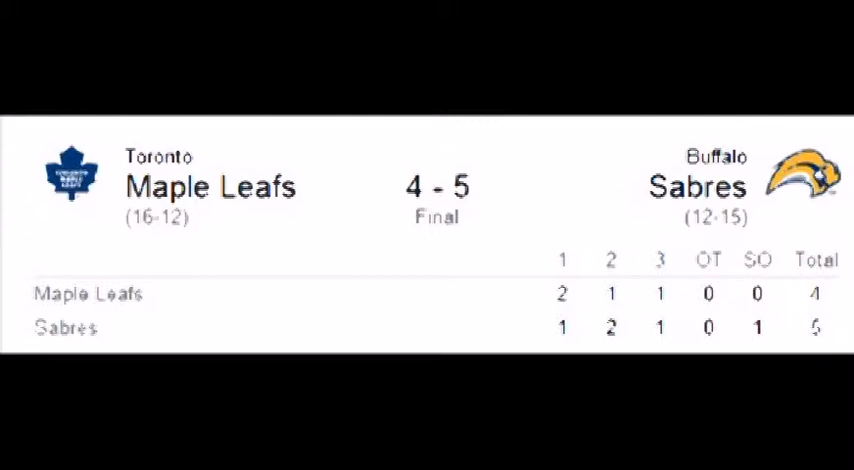 Toronto
Maple Leafs
(16-12)
4 - 5
Final
Buffalo
Sabres
(12-15)
1 2 3 OT SO Total
Maple Leafs 2 1 1 0 0 4
Sabres 1 2 1 0 1 5